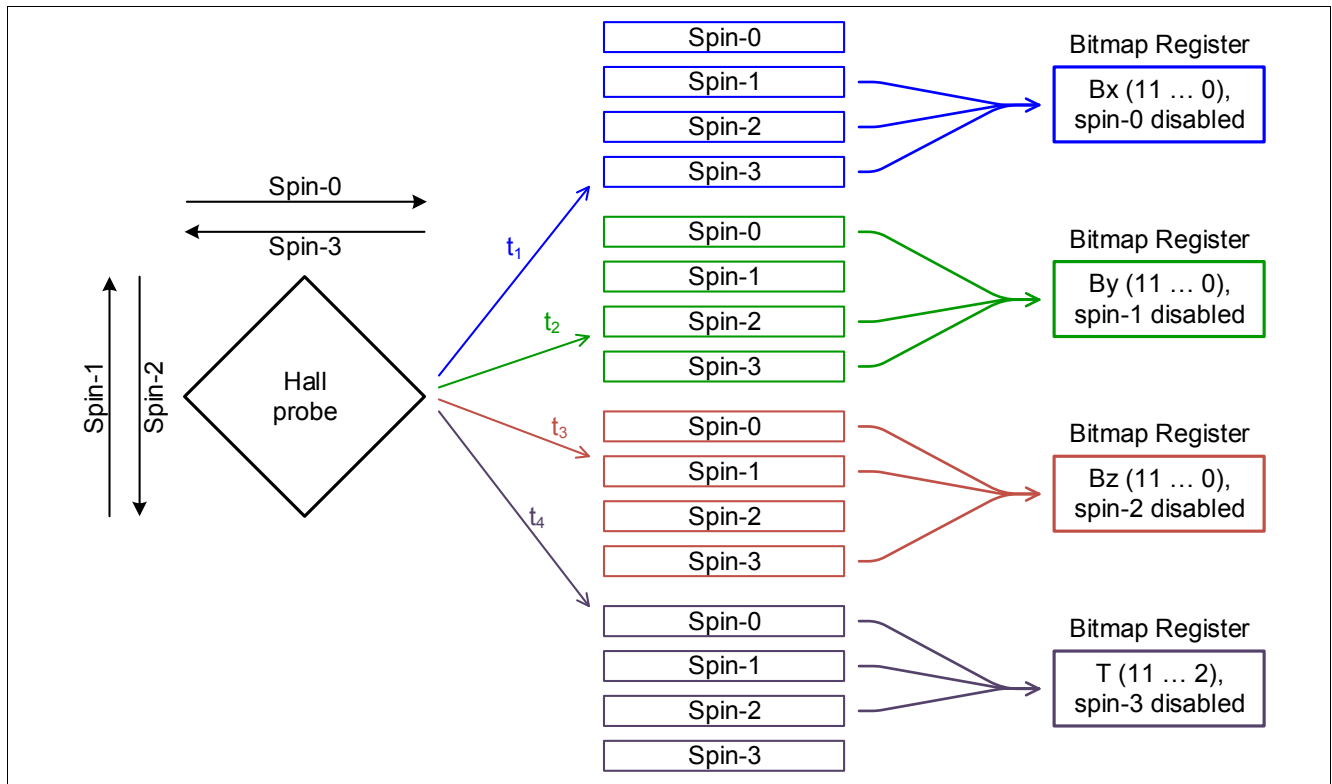 Spin-0
Spin-3
Spin-1
Spin-2
Hall
probe
t₁
t₂
t₃
t₄
Spin-0
Spin-1
Spin-2
Spin-3
Spin-0
Spin-1
Spin-2
Spin-3
Spin-0
Spin-1
Spin-2
Spin-3
Spin-0
Spin-1
Spin-2
Spin-3
Bitmap Register
Bx (11 … 0),
spin-0 disabled
Bitmap Register
By (11 … 0),
spin-1 disabled
Bitmap Register
Bz (11 … 0),
spin-2 disabled
Bitmap Register
T (11 … 2),
spin-3 disabled